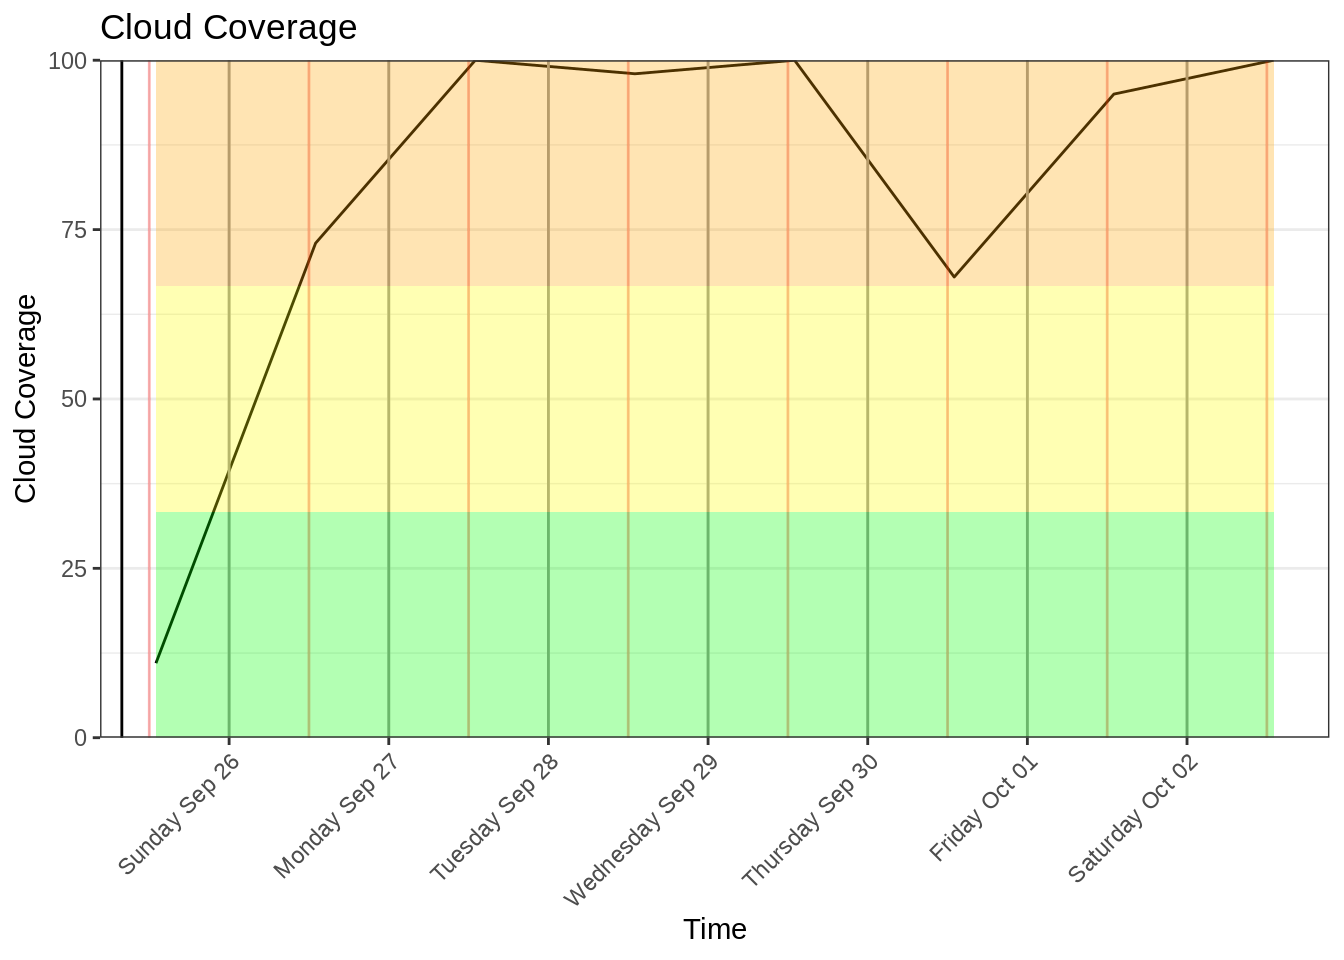 Cloud Coverage
Cloud Coverage
100
75
50
25
0
Sunday Sep 26
Monday Sep 27
Tuesday Sep 28
Wednesday Sep 29
Thursday Sep 30
Friday Oct 01
Saturday Oct 02
Time